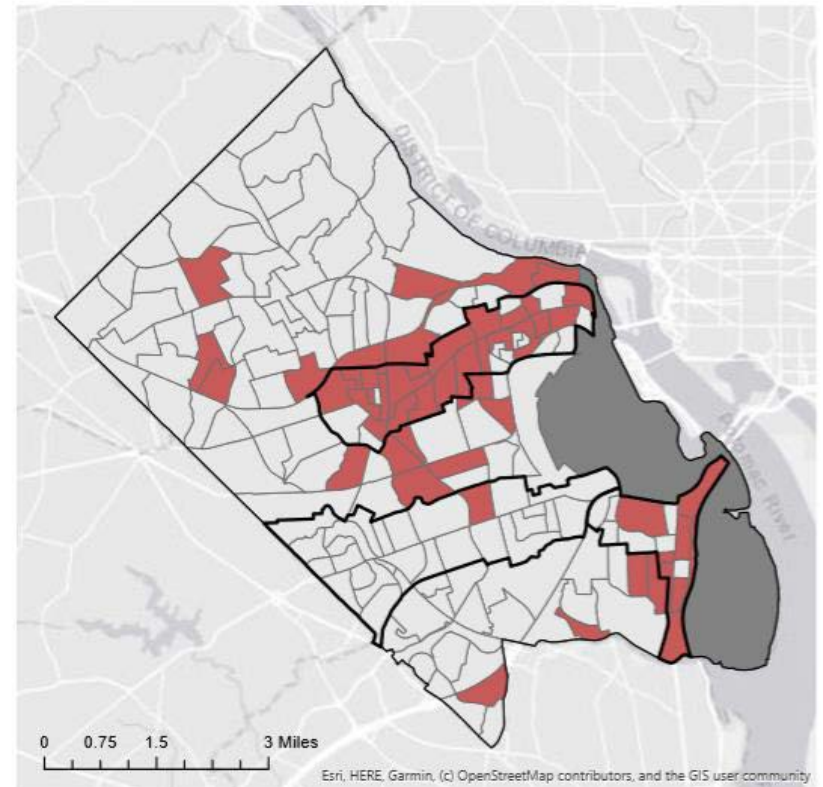 DISTRICT OF COLUMBIA
Potomac River
0 0.75 1.5 3 Miles
Esri, HERE, Garmin, (c) OpenStreetMap contributors, and the GIS user community